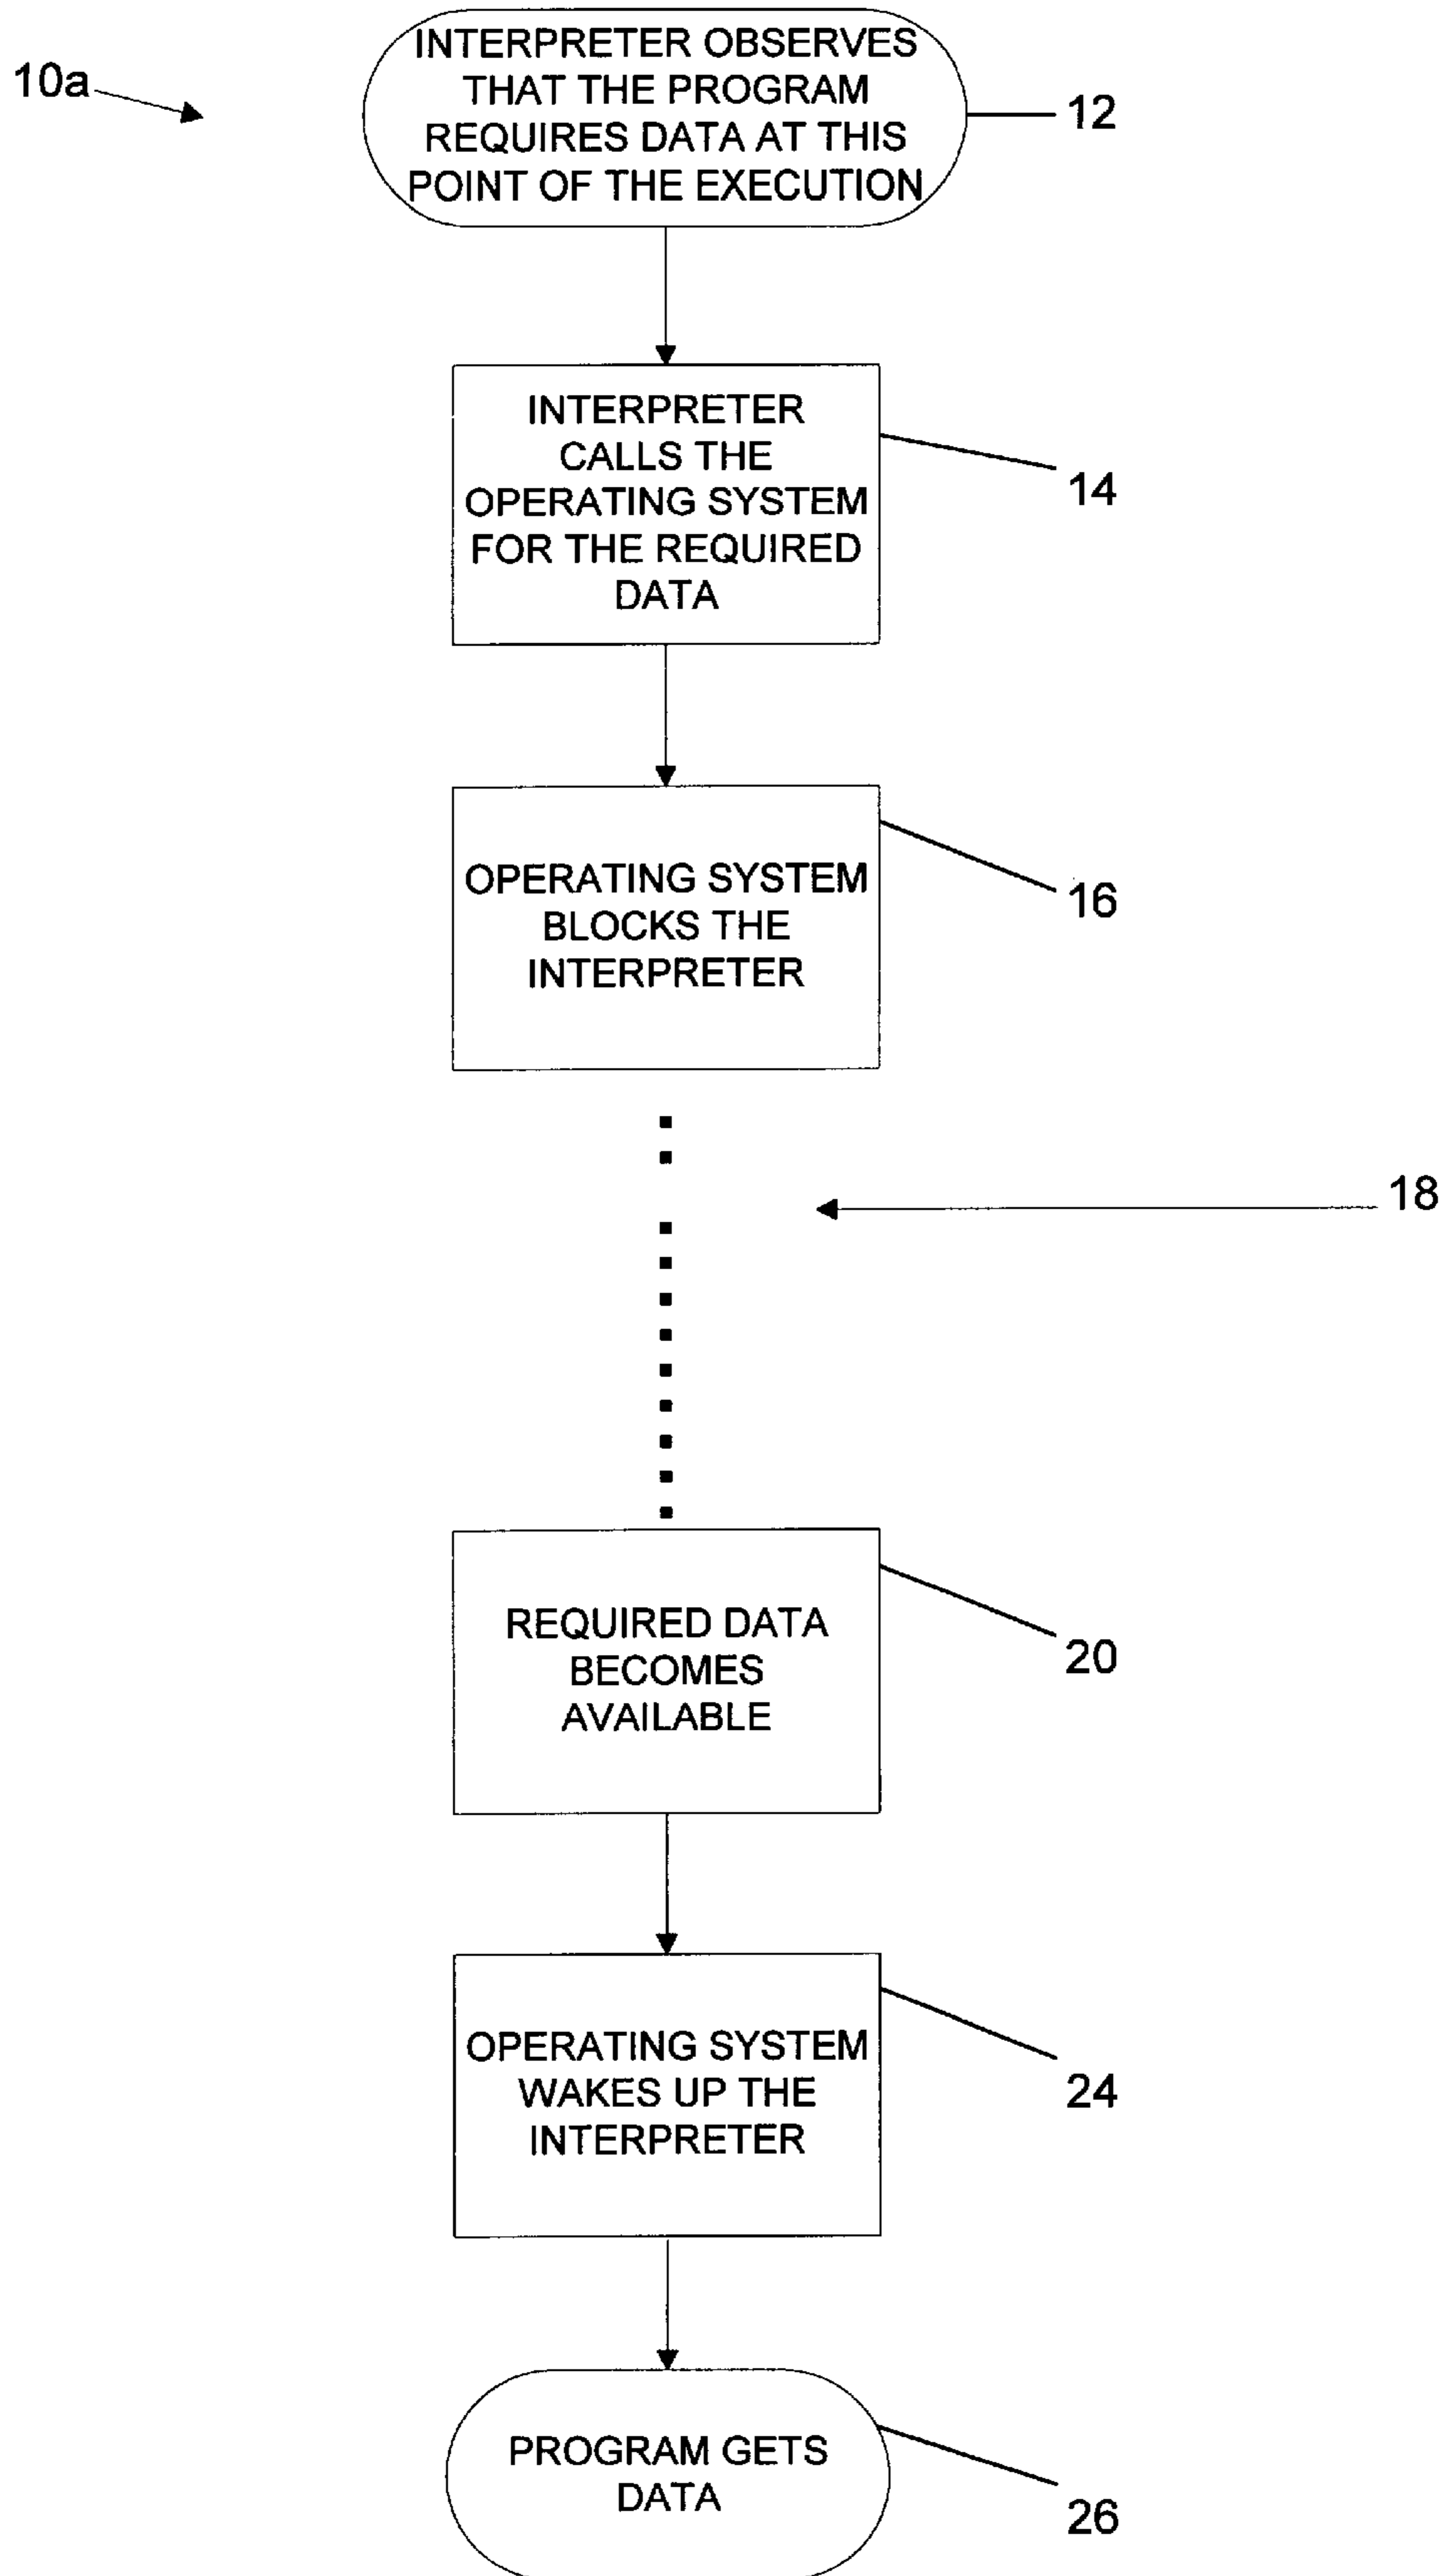 10a
INTERPRETER OBSERVES
THAT THE PROGRAM
REQUIRES DATA AT THIS
POINT OF THE EXECUTION
12
INTERPRETER
CALLS THE
OPERATING SYSTEM
FOR THE REQUIRED
DATA
14
OPERATING SYSTEM
BLOCKS THE
INTERPRETER
16
18
REQUIRED DATA
BECOMES
AVAILABLE
20
OPERATING SYSTEM
WAKES UP THE
INTERPRETER
24
PROGRAM GETS
DATA
26